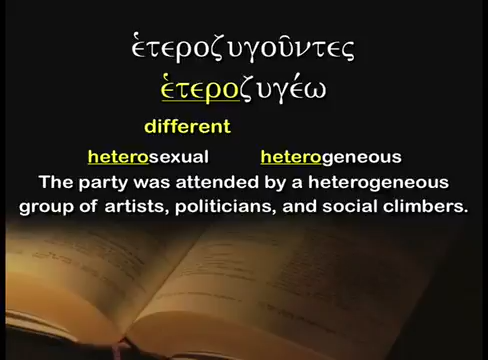 ἑτεροζυγοῦντες
ἑτεροζυγέω
different
heterosexual heterogeneous
The party was attended by a heterogeneous
group of artists, politicians, and social climbers.